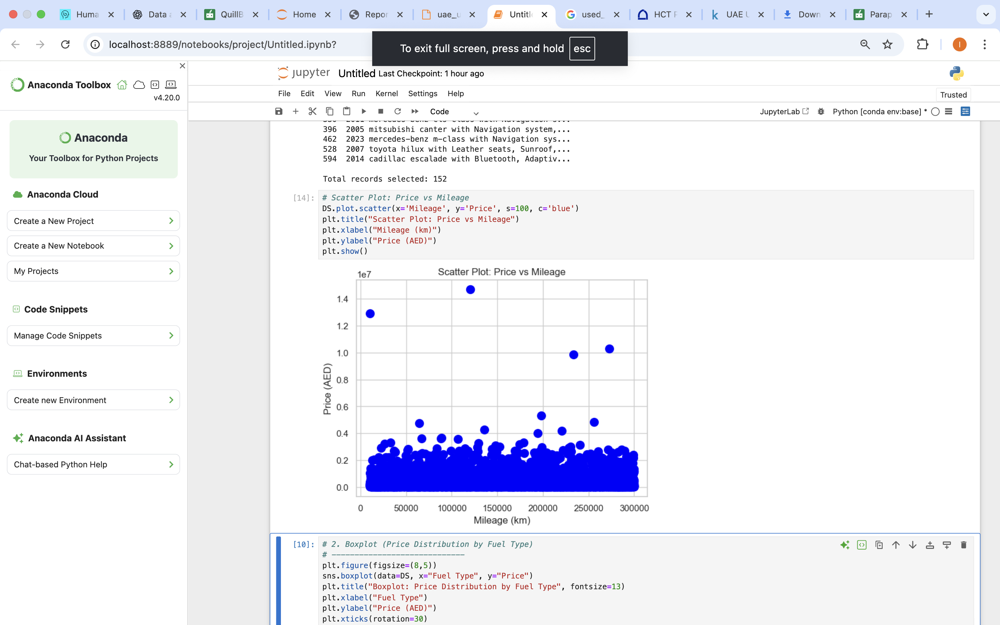 Huma
Data a
QuillB
Home
Repor
uae_u
Untitle
used_
HCT F
k UAE U
Down
Parap
localhost:8889/notebooks/project/Untitled.ipynb?
To exit full screen, press and hold esc
I
Anaconda Toolbox
v4.20.0
Anaconda
Your Toolbox for Python Projects
Anaconda Cloud
Create a New Project
Create a New Notebook
My Projects
Code Snippets
Manage Code Snippets
Environments
Create new Environment
Anaconda AI Assistant
Chat-based Python Help
jupyter Untitled Last Checkpoint: 1 hour ago
File Edit View Run Kernel Settings Help
Trusted
Code
JupyterLab
Python [conda env:base] *
396 2005 mitsubishi canter with Navigation system,...
462 2023 mercedes-benz m-class with Navigation sys...
528 2007 toyota hilux with Leather seats, Sunroof,...
594 2014 cadillac escalade with Bluetooth, Adaptiv...
Total records selected: 152
[14]:
# Scatter Plot: Price vs Mileage
DS.plot.scatter(x='Mileage', y='Price', s=100, c='blue')
plt.title("Scatter Plot: Price vs Mileage")
plt.xlabel("Mileage (km)")
plt.ylabel("Price (AED)")
plt.show()
Scatter Plot: Price vs Mileage
1e7
1.4
1.2
1.0
0.8
0.6
0.4
0.2
0.0
Price (AED)
0 50000 100000 150000 200000 250000 300000
Mileage (km)
[10]:
# 2. Boxplot (Price Distribution by Fuel Type)
# -----------------------------
plt.figure(figsize=(8,5))
sns.boxplot(data=DS, x="Fuel Type", y="Price")
plt.title("Boxplot: Price Distribution by Fuel Type", fontsize=13)
plt.xlabel("Fuel Type")
plt.ylabel("Price (AED)")
plt.xticks(rotation=30)